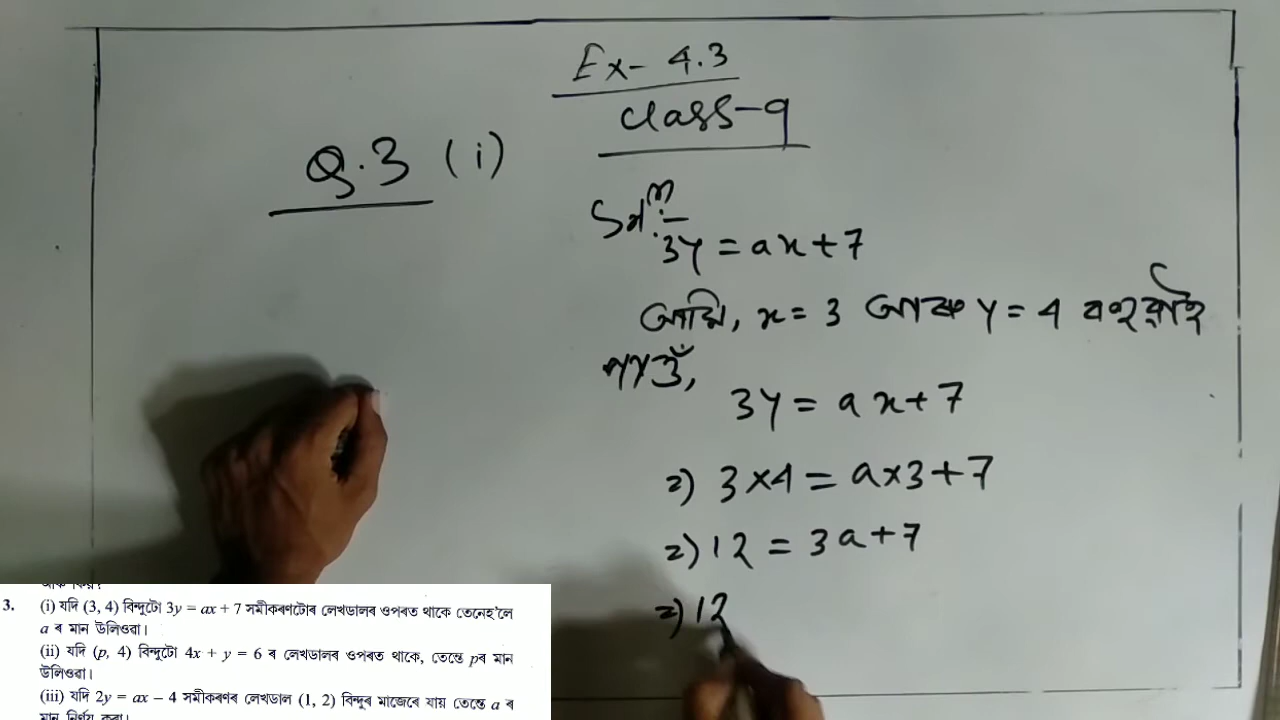 Ex- 4.3
Class-9
Q.3 (i)
Solⁿ:-
3y = ax+7
আমি, x= 3 আৰু y= 4 বহুৱাই
পাওঁ,
3y = ax+7
⇒) 3×4 = a×3+7
⇒) 12 = 3a+7
⇒) 12
3. (i) যদি (3, 4) বিন্দুটো 3y = ax + 7 সমীকৰণটোৰ লেখডালৰ ওপৰত থাকে তেনেহ'লে
a ৰ মান উলিওৱা।
(ii) যদি (p, 4) বিন্দুটো 4x + y = 6 ৰ লেখডালৰ ওপৰত থাকে, তেন্তে pৰ মান
উলিওৱা।
(iii) যদি 2y = ax − 4 সমীকৰণৰ লেখডাল (1, 2) বিন্দুৰ মাজেৰে যায় তেন্তে a ৰ
মান নিৰ্ণয় কৰা।